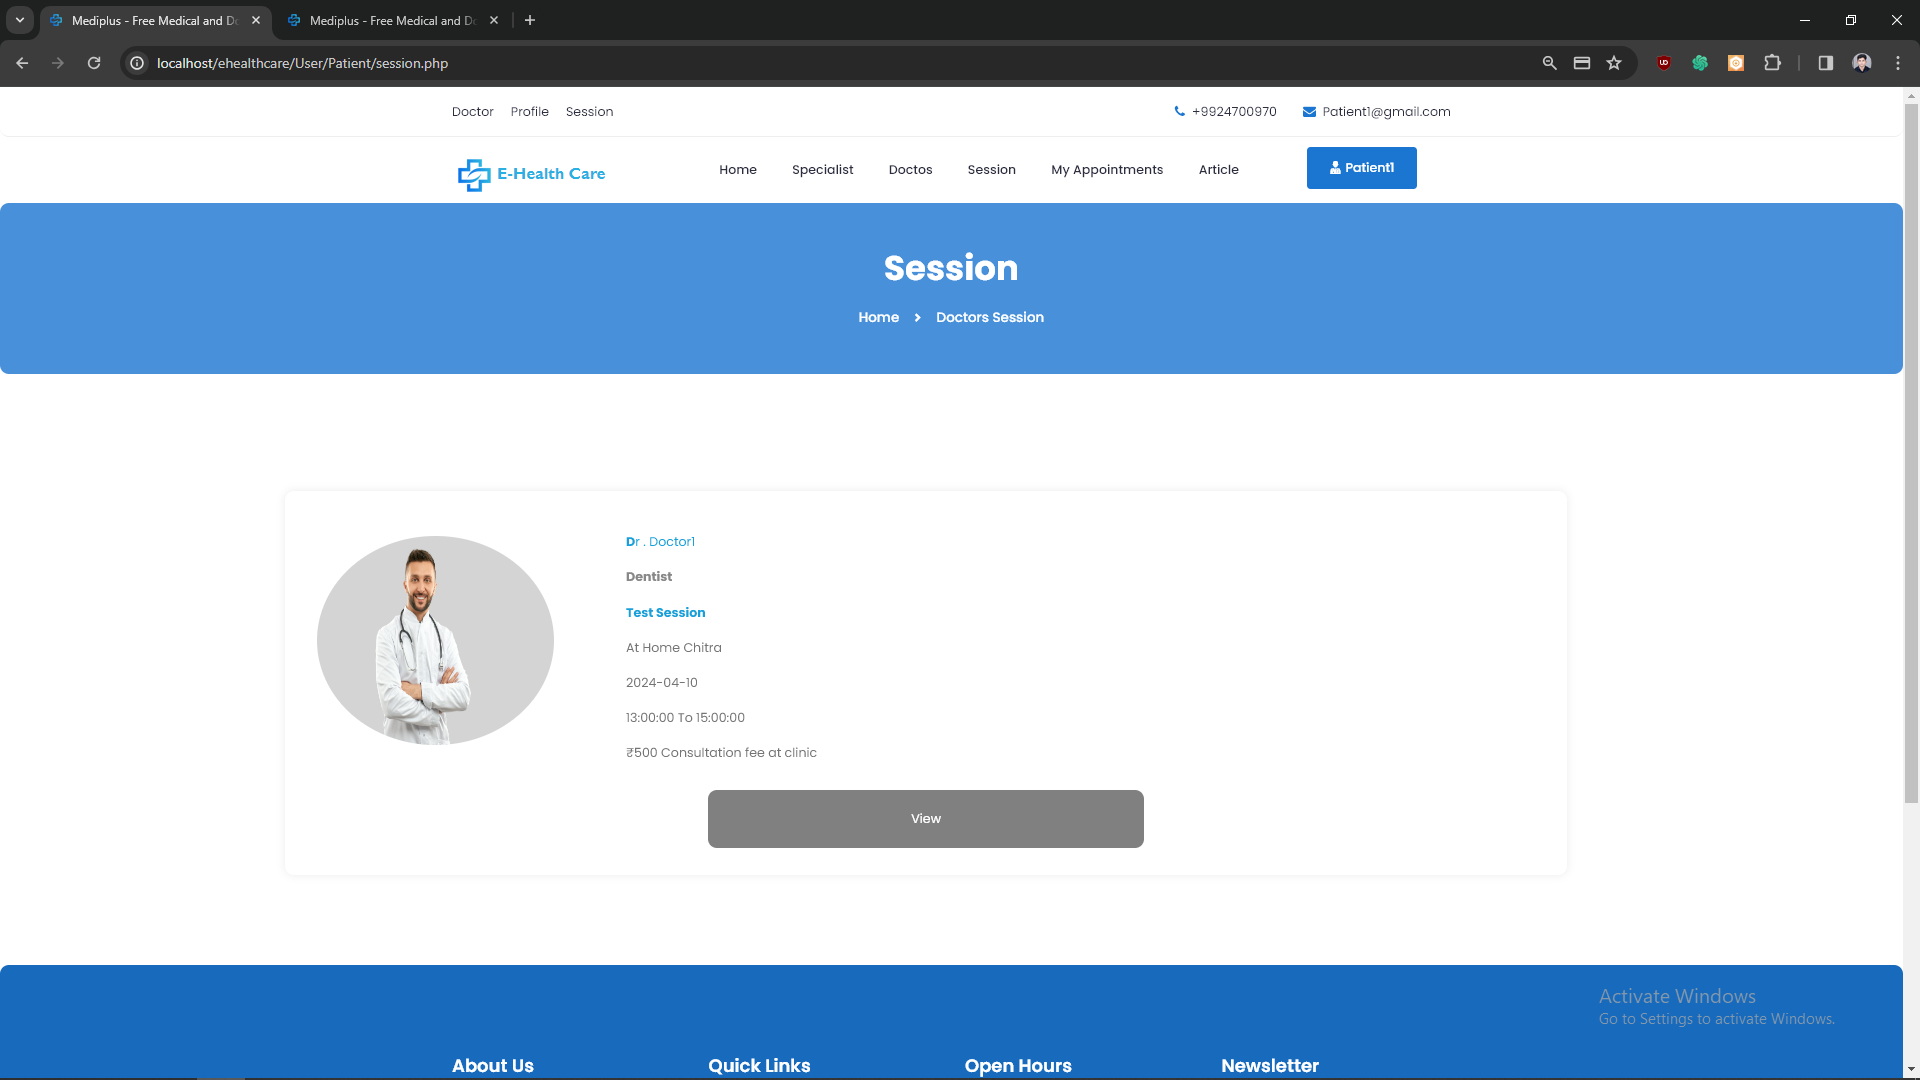 Mediplus - Free Medical and Do
Mediplus - Free Medical and Do
localhost/ehealthcare/User/Patient/session.php
Doctor Profile Session +9924700970 Patient1@gmail.com
E-Health Care Home Specialist Doctos Session My Appointments Article Patient1
Session
Home Doctors Session
Dr . Doctor1
Dentist
Test Session
At Home Chitra
2024-04-10
13:00:00 To 15:00:00
₹500 Consultation fee at clinic
View
Activate Windows
Go to Settings to activate Windows.
About Us Quick Links Open Hours Newsletter